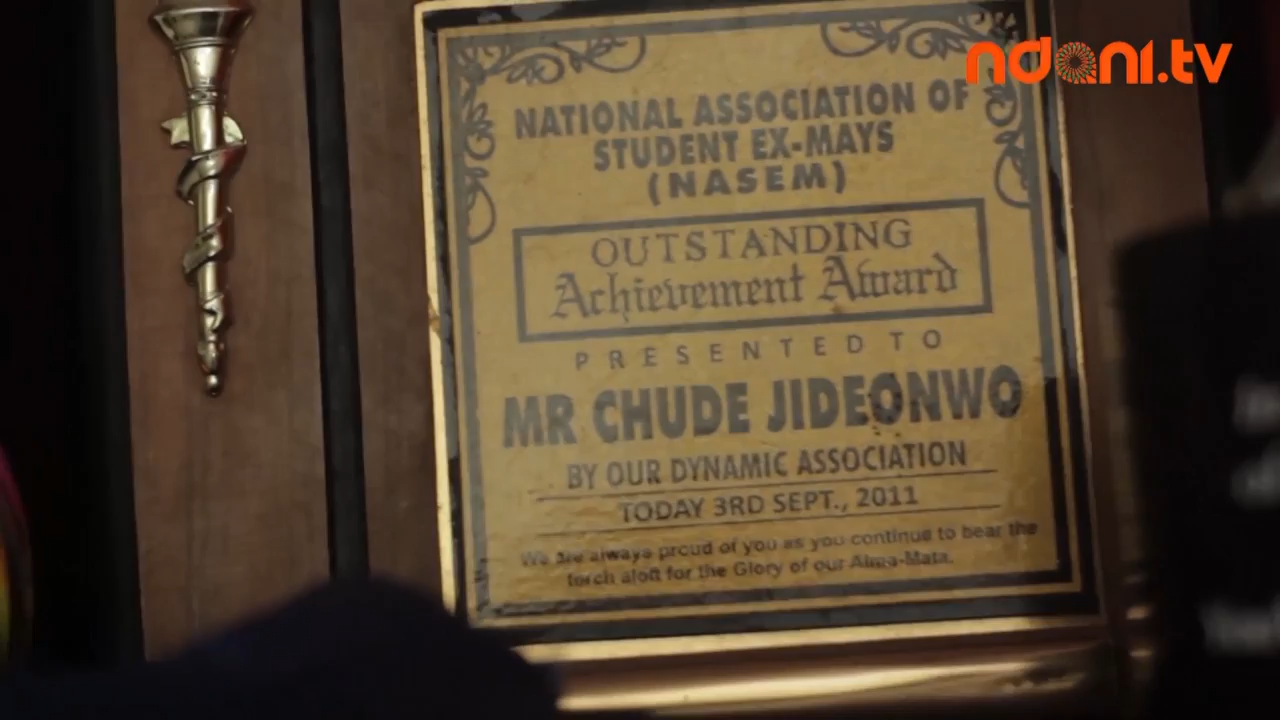 ndani.tv
NATIONAL ASSOCIATION OF
STUDENT EX-MAYS
(NASEM)
OUTSTANDING
Achievement Award
PRESENTED TO
MR CHUDE JIDEONWO
BY OUR DYNAMIC ASSOCIATION
TODAY 3RD SEPT., 2011
We are always proud of you as you continue to bear the
torch aloft for the Glory of our Alma-Mata.